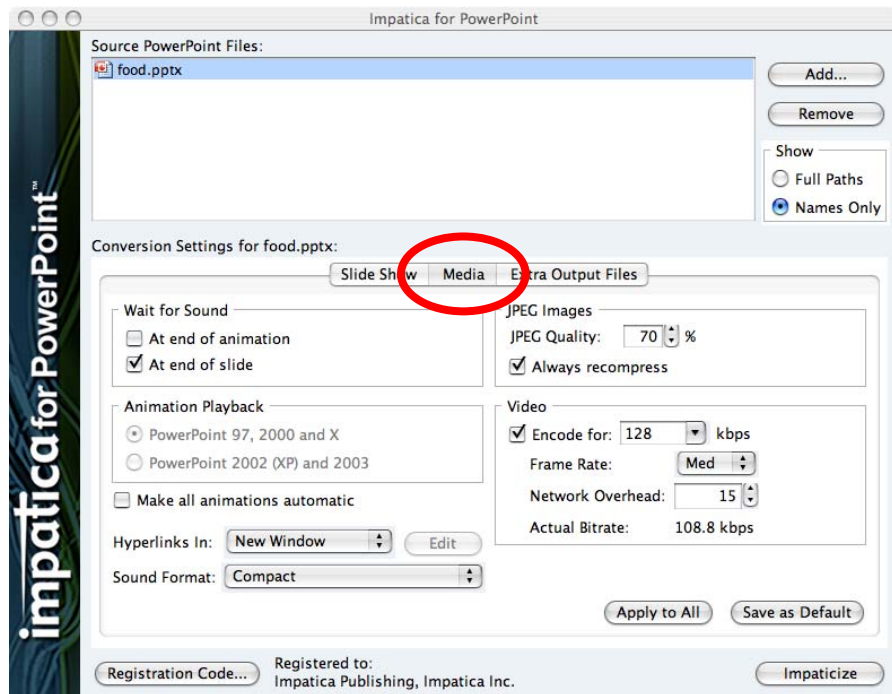 Impatica for PowerPoint
Source PowerPoint Files:
food.pptx
Add...
Remove
Show
Full Paths
Names Only
impatica for PowerPoint™
Conversion Settings for food.pptx:
Slide Show Media Extra Output Files
Wait for Sound
At end of animation
At end of slide
JPEG Images
JPEG Quality: 70 %
Always recompress
Animation Playback
PowerPoint 97, 2000 and X
PowerPoint 2002 (XP) and 2003
Make all animations automatic
Hyperlinks In: New Window Edit
Sound Format: Compact
Video
Encode for: 128 kbps
Frame Rate: Med
Network Overhead: 15
Actual Bitrate: 108.8 kbps
Apply to All Save as Default
Registration Code...
Registered to:
Impatica Publishing, Impatica Inc.
Impaticize